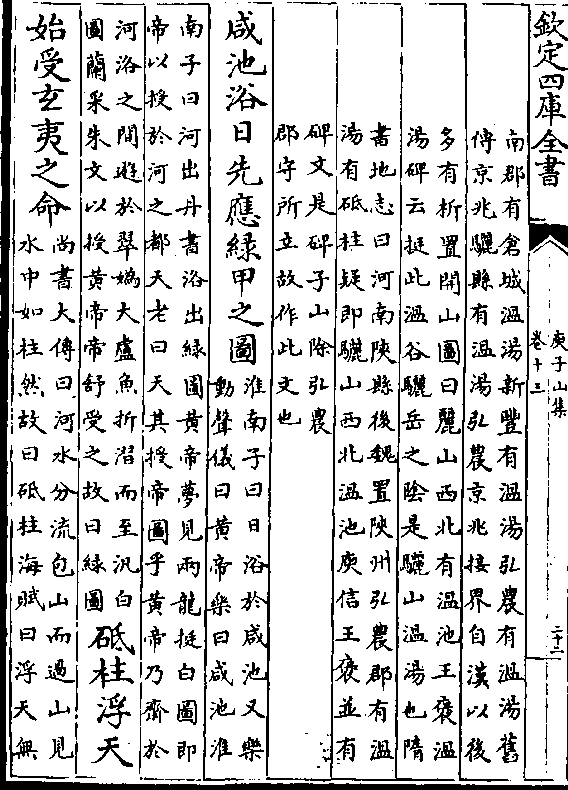 欽定四庫全書
庾子山集
卷十三
二十二
南郡有倉城温湯新豐有温湯弘農有温湯舊
傳京兆驪縣有温湯弘農京兆接界自漢以後
多有析置開山圖曰麗山西北有温池王褒温
湯碑云挺此温谷驪岳之陰是驪山温湯也隋
書地志曰河南陝縣後魏置陝州弘農郡有温
湯有砥柱疑即驪山西北温池庾信王褒並有
碑文是碑子山除弘農
郡守所立故作此文也
咸池浴日先應緑甲之圖
淮南子曰日浴於咸池又樂
動聲儀曰黄帝樂曰咸池淮
南子曰河出丹書洛出緑圖黄帝夢見兩龍挺白圖即
帝以授於河之都天老曰天其授帝圖乎黄帝乃齋於
河洛之間逰於翠媯大盧魚折溜而至汎白
圖蘭采朱文以授黄帝帝舒受之故曰緑圖
砥柱浮天
始受玄夷之命
尚書大傳曰河水分流包山而過山見
水中如柱然故曰砥柱海賦曰浮天無